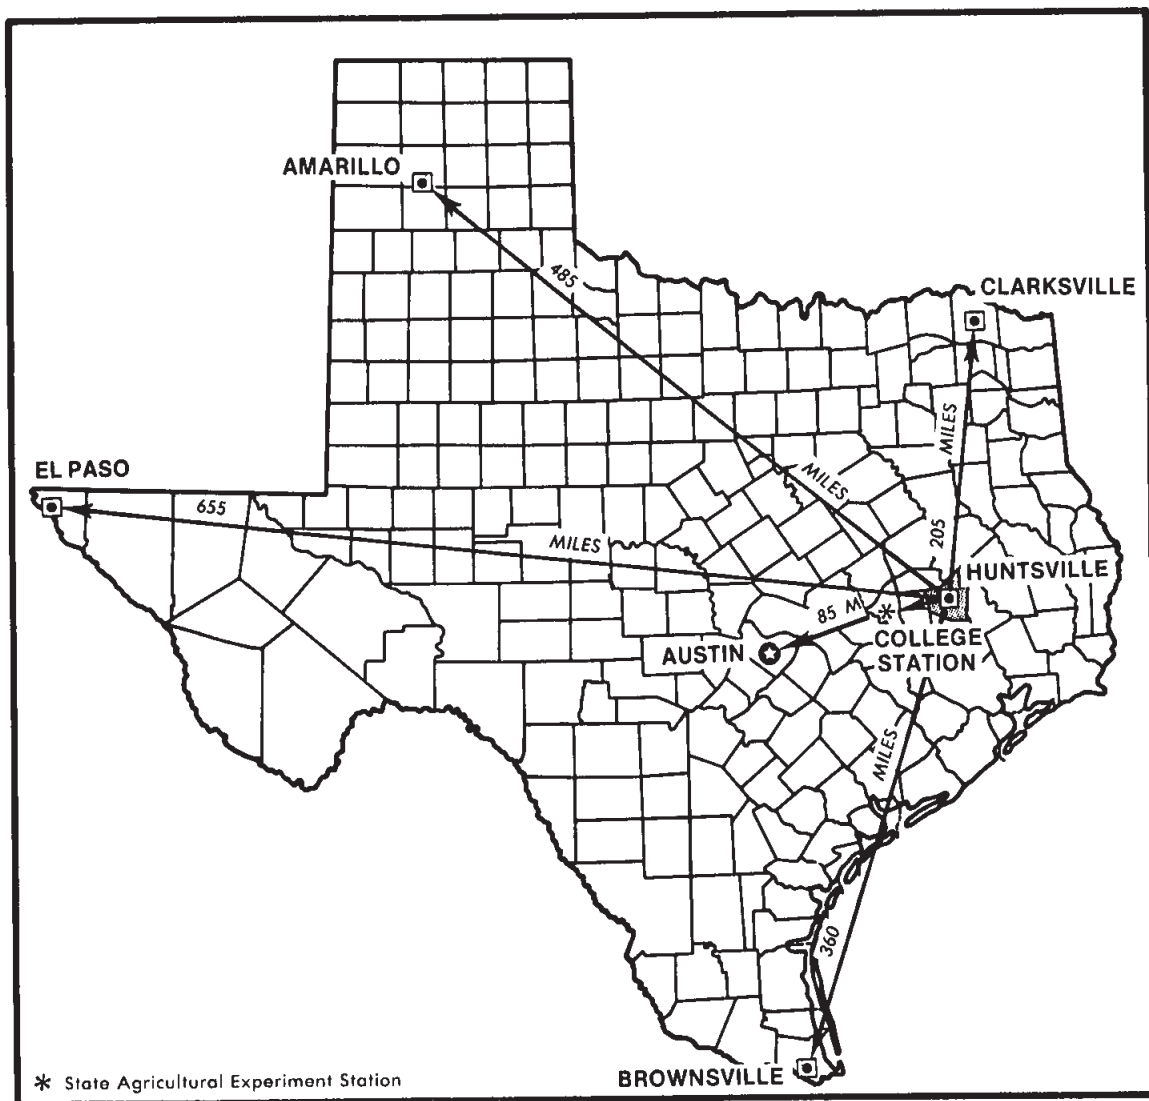 AMARILLO
485
CLARKSVILLE
MILES
EL PASO
655
MILES
MILES
205
HUNTSVILLE
85 M
*
COLLEGE
STATION
AUSTIN
MILES
360
BROWNSVILLE
* State Agricultural Experiment Station